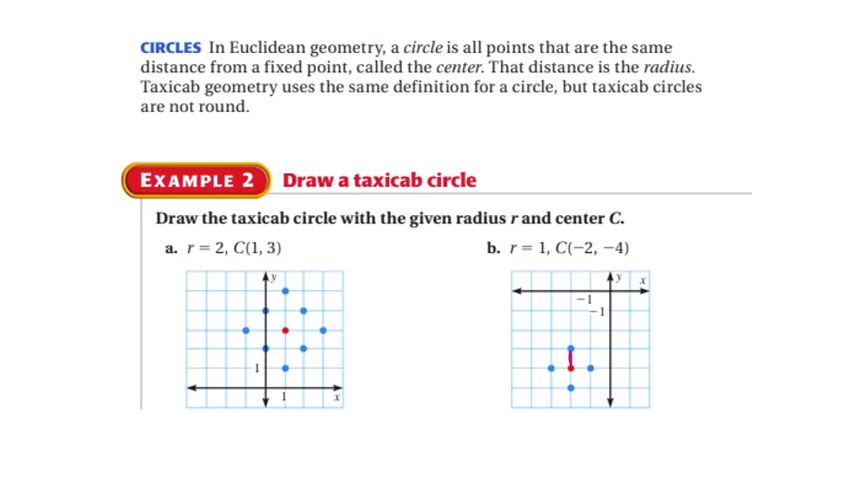 CIRCLES In Euclidean geometry, a circle is all points that are the same
distance from a fixed point, called the center. That distance is the radius.
Taxicab geometry uses the same definition for a circle, but taxicab circles
are not round.
EXAMPLE 2 Draw a taxicab circle
Draw the taxicab circle with the given radius r and center C.
a. r = 2, C(1, 3)
b. r = 1, C(−2, −4)
y
1
1
x
y
x
−1
−1